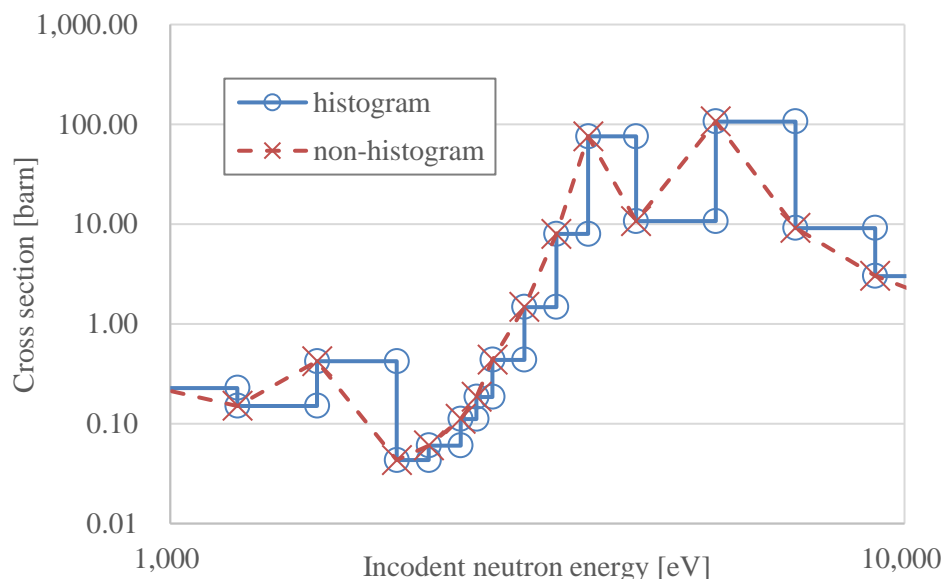 1,000.00
100.00
10.00
1.00
0.10
0.01
Cross section [barn]
histogram
non-histogram
1,000
10,000
Incodent neutron energy [eV]